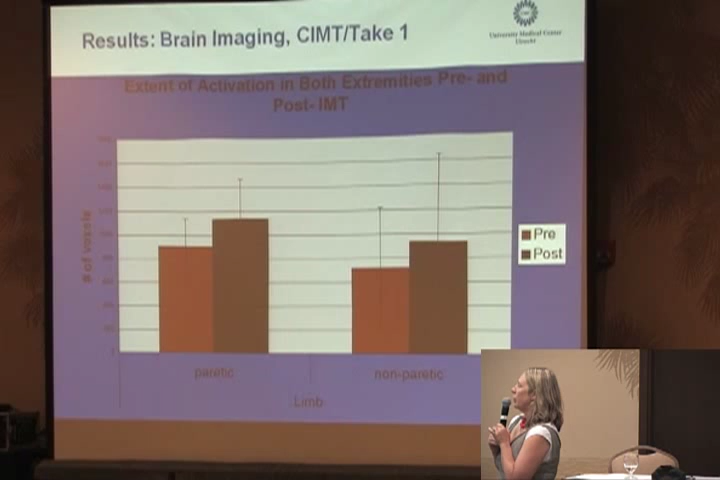 Results: Brain Imaging, CIMT/Take 1
University Medical Center
Utrecht
Extent of Activation in Both Extremities Pre- and
Post- IMT
# of voxels
Pre
Post
paretic
non-paretic
Limb